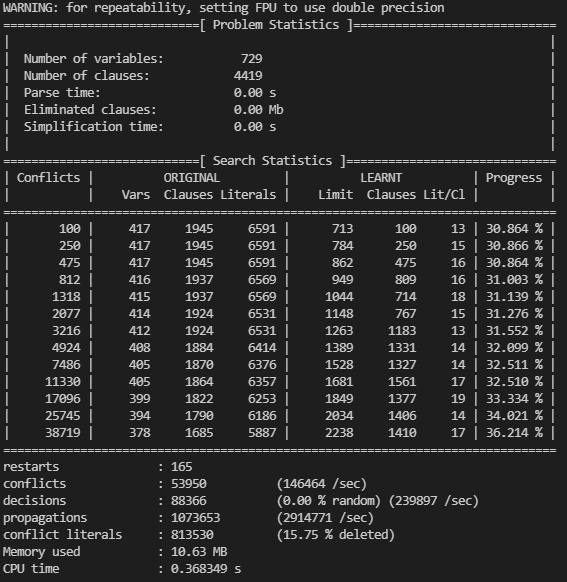 WARNING: for repeatability, setting FPU to use double precision
============================[ Problem Statistics ]=============================
|                                                                             |
|  Number of variables:           729                                         |
|  Number of clauses:            4419                                         |
|  Parse time:                   0.00 s                                       |
|  Eliminated clauses:           0.00 Mb                                      |
|  Simplification time:          0.00 s                                       |
|                                                                             |
============================[ Search Statistics ]==============================
| Conflicts |          ORIGINAL         |          LEARNT          | Progress |
|           |    Vars  Clauses Literals |    Limit  Clauses Lit/Cl |          |
===============================================================================
|       100 |     417     1945     6591 |      713      100     13 | 30.864 % |
|       250 |     417     1945     6591 |      784      250     15 | 30.866 % |
|       475 |     417     1945     6591 |      862      475     16 | 30.864 % |
|       812 |     416     1937     6569 |      949      809     16 | 31.003 % |
|      1318 |     415     1937     6569 |     1044      714     18 | 31.139 % |
|      2077 |     414     1924     6531 |     1148      767     15 | 31.276 % |
|      3216 |     412     1924     6531 |     1263     1183     13 | 31.552 % |
|      4924 |     408     1884     6414 |     1389     1331     14 | 32.099 % |
|      7486 |     405     1870     6376 |     1528     1327     14 | 32.511 % |
|     11330 |     405     1864     6357 |     1681     1561     17 | 32.510 % |
|     17096 |     399     1822     6253 |     1849     1377     19 | 33.334 % |
|     25745 |     394     1790     6186 |     2034     1406     14 | 34.021 % |
|     38719 |     378     1685     5887 |     2238     1410     17 | 36.214 % |
===============================================================================
restarts              : 165
conflicts             : 53950          (146464 /sec)
decisions             : 88366          (0.00 % random) (239897 /sec)
propagations          : 1073653        (2914771 /sec)
conflict literals     : 813530         (15.75 % deleted)
Memory used           : 10.63 MB
CPU time              : 0.368349 s